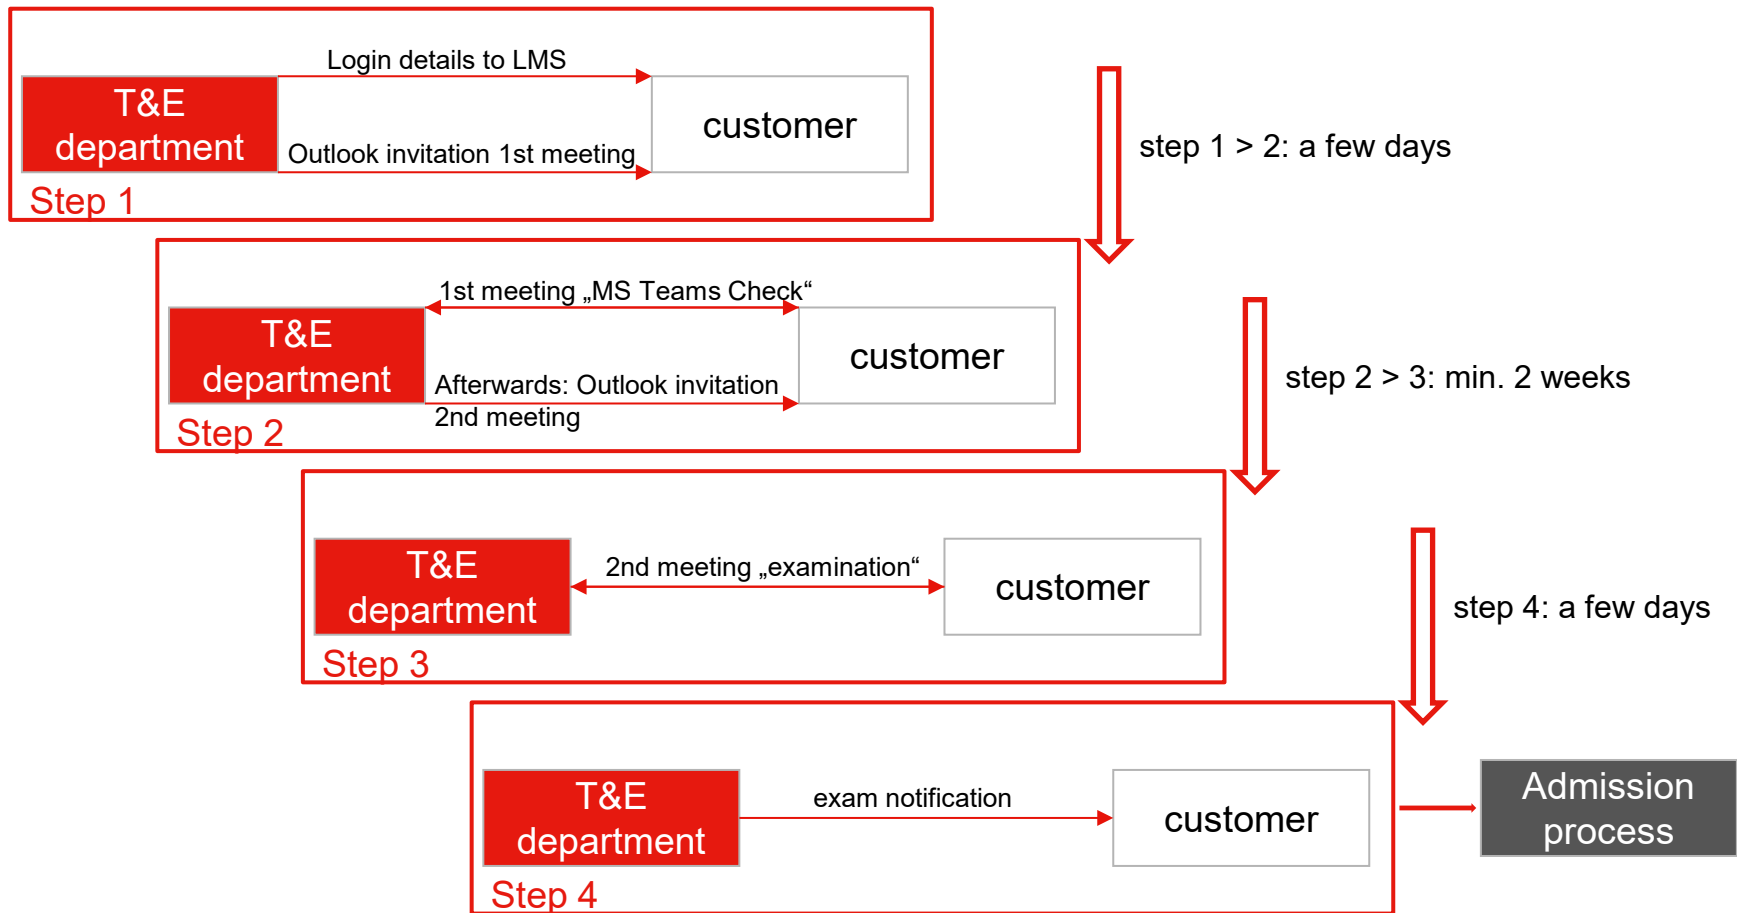 Login details to LMS
T&E
department
customer
Outlook invitation 1st meeting
Step 1
step 1 > 2: a few days
1st meeting „MS Teams Check“
T&E
department
customer
Afterwards: Outlook invitation
2nd meeting
Step 2
step 2 > 3: min. 2 weeks
2nd meeting „examination“
T&E
department
customer
Step 3
step 4: a few days
exam notification
T&E
department
customer
Step 4
Admission
process